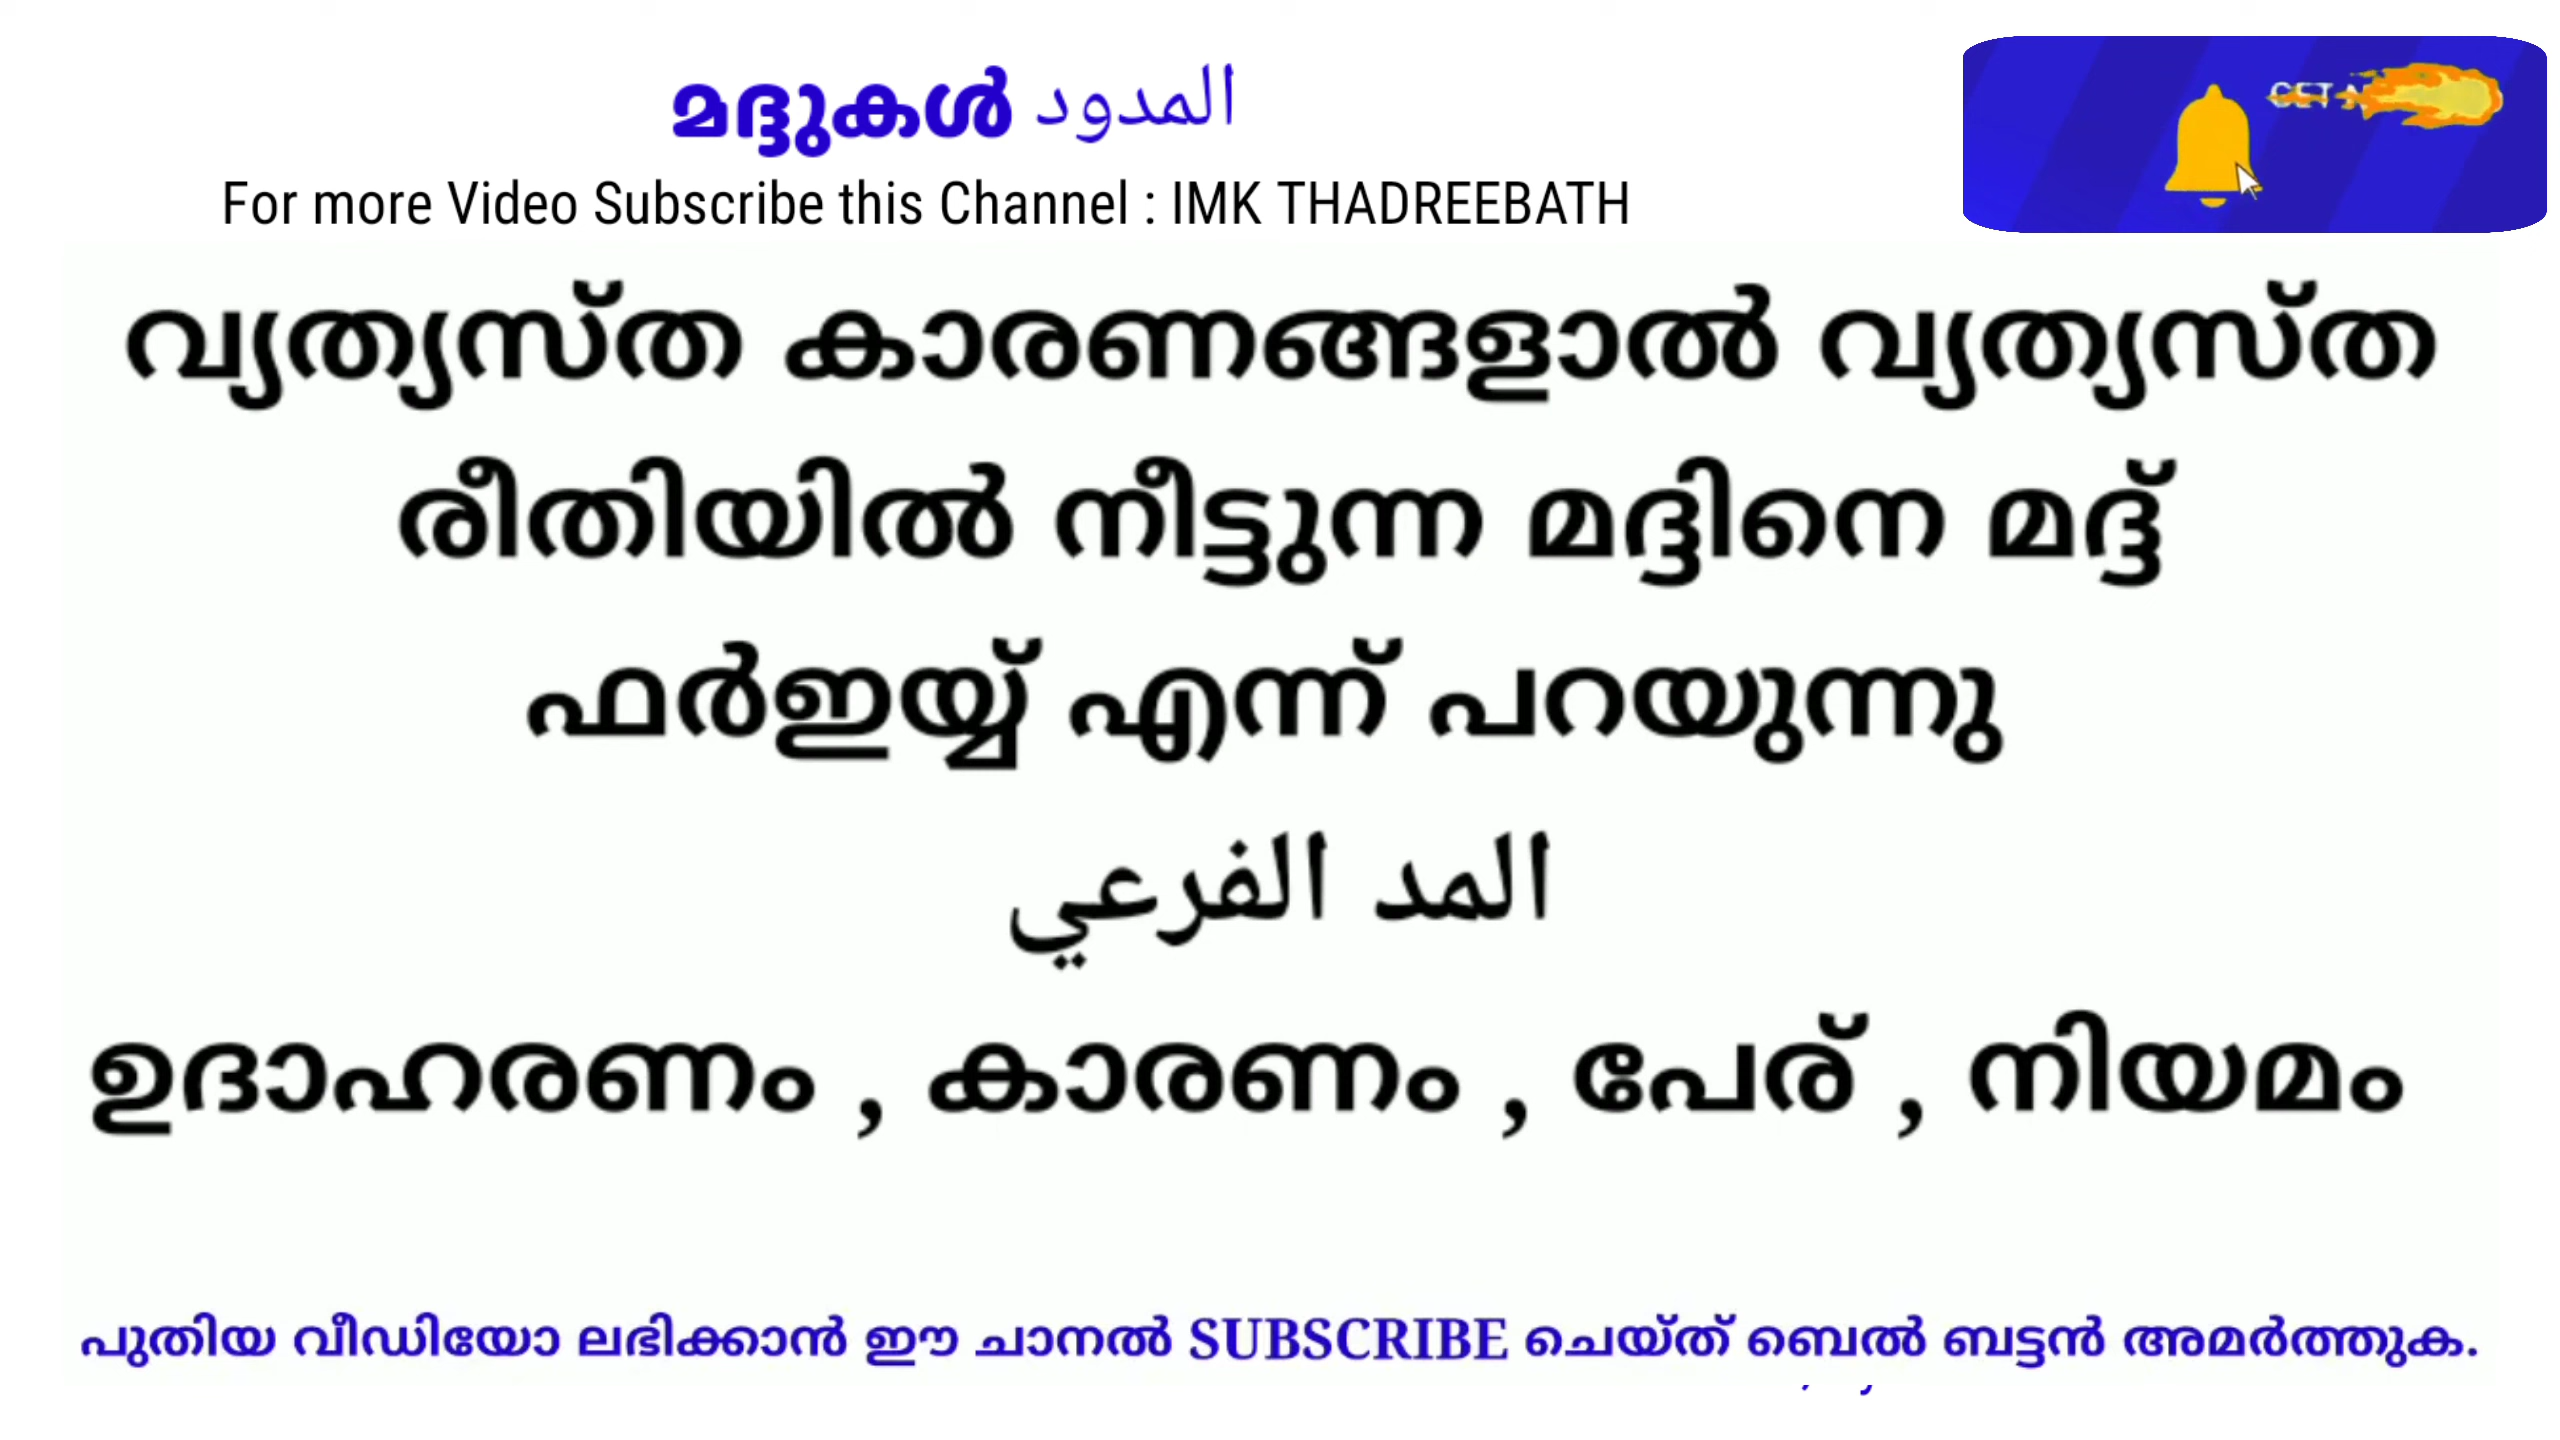 മദ്ദുകൾ المدود
For more Video Subscribe this Channel : IMK THADREEBATH
വ്യത്യസ്ത കാരണങ്ങളാൽ വ്യത്യസ്ത
രീതിയിൽ നീട്ടുന്ന മദ്ദിനെ മദ്ദ്
ഫർഇയ്യ് എന്ന് പറയുന്നു
المد الفرعي
ഉദാഹരണം , കാരണം , പേര് , നിയമം
പുതിയ വീഡിയോ ലഭിക്കാൻ ഈ ചാനൽ SUBSCRIBE ചെയ്ത് ബെൽ ബട്ടൻ അമർത്തുക.